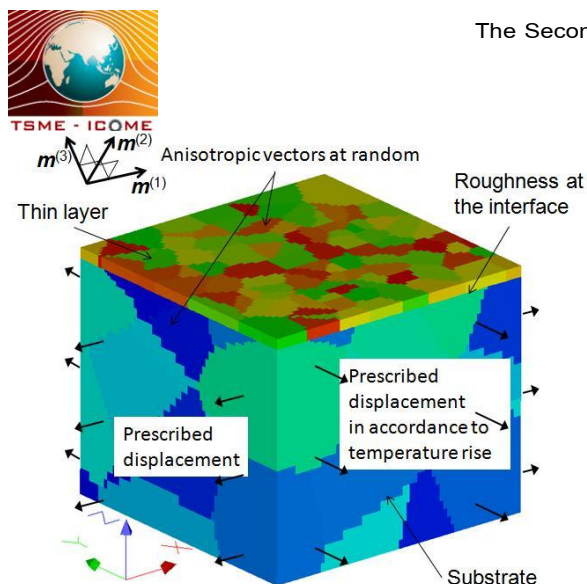 The Secon
TSME - ICOME
m(3)
m(2)
m(1)
Anisotropic vectors at random
Thin layer
Roughness at
the interface
Prescribed
displacement
Prescribed
displacement
in accordance to
temperature rise
Substrate
Z
Y
X